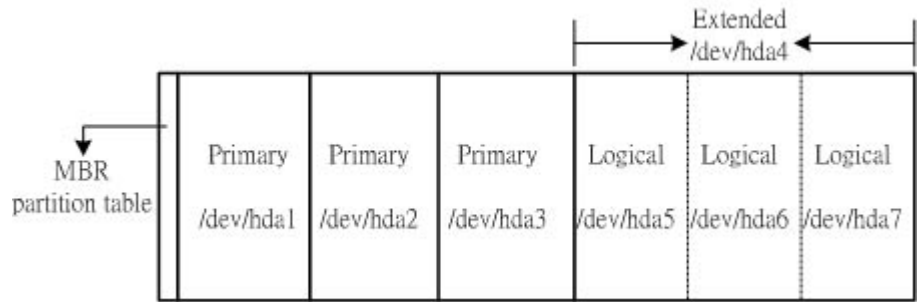 Extended
/dev/hda4
MBR
partition table
Primary
/dev/hda1
Primary
/dev/hda2
Primary
/dev/hda3
Logical
/dev/hda5
Logical
/dev/hda6
Logical
/dev/hda7